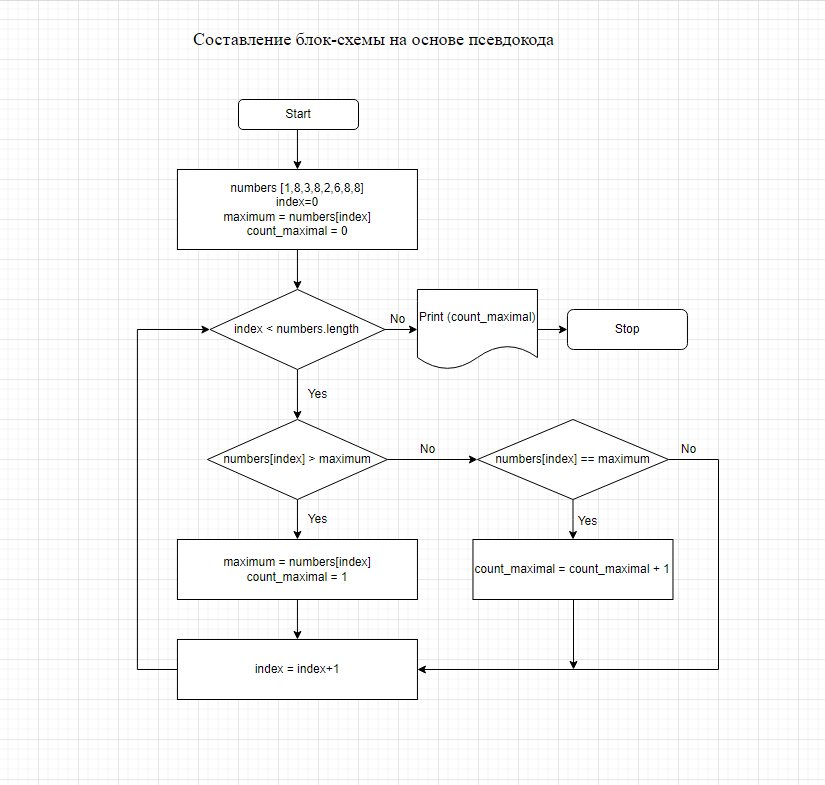 Составление блок-схемы на основе псевдокода
Start
numbers [1,8,3,8,2,6,8,8]
index=0
maximum = numbers[index]
count_maximal = 0
index < numbers.length
No
Print (count_maximal)
Stop
Yes
numbers[index] > maximum
No
numbers[index] == maximum
No
Yes
Yes
maximum = numbers[index]
count_maximal = 1
count_maximal = count_maximal + 1
index = index+1